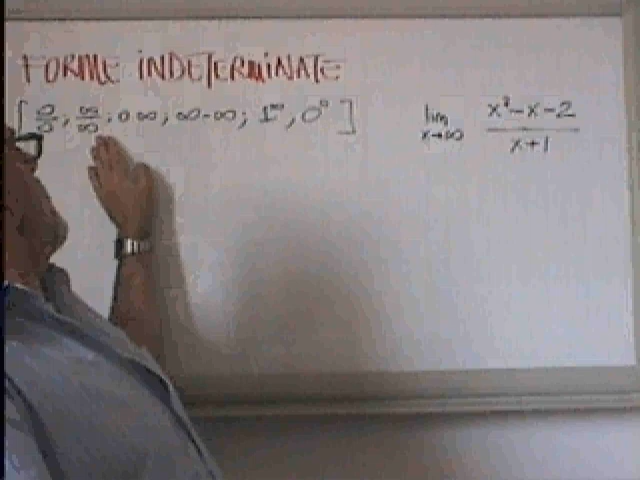 FORME INDETERMINATE
[ 0/0 ; ∞/∞ ; 0∞ ; ∞-∞ ; 1^∞ , 0^0 ]
lim x→∞ (x²-x-2)/(x+1)